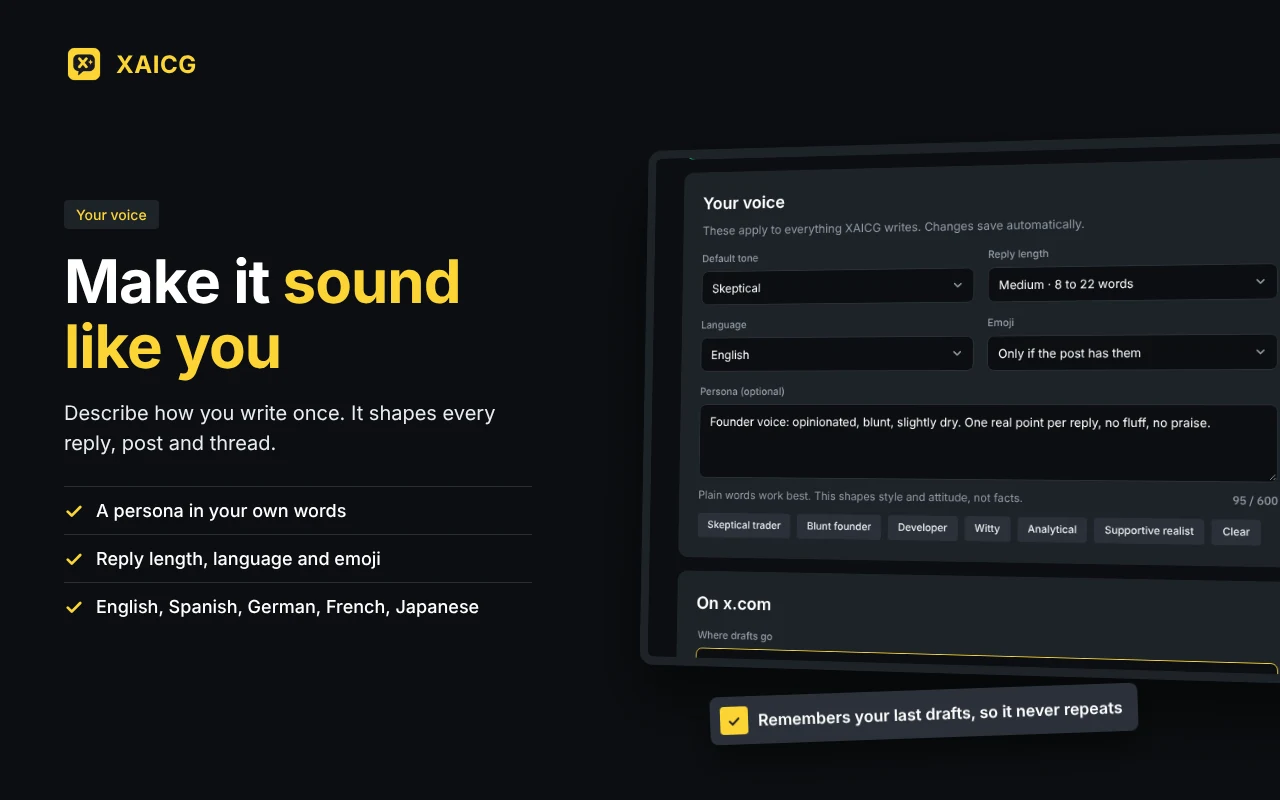 XAICG
Your voice
Make it sound
like you
Describe how you write once. It shapes every
reply, post and thread.
A persona in your own words
Reply length, language and emoji
English, Spanish, German, French, Japanese
Your voice
These apply to everything XAICG writes. Changes save automatically.
Default tone
Reply length
Skeptical
Medium · 8 to 22 words
Language
Emoji
English
Only if the post has them
Persona (optional)
Founder voice: opinionated, blunt, slightly dry. One real point per reply, no fluff, no praise.
Plain words work best. This shapes style and attitude, not facts.
95 / 600
Skeptical trader
Blunt founder
Developer
Witty
Analytical
Supportive realist
Clear
On x.com
Where drafts go
Remembers your last drafts, so it never repeats